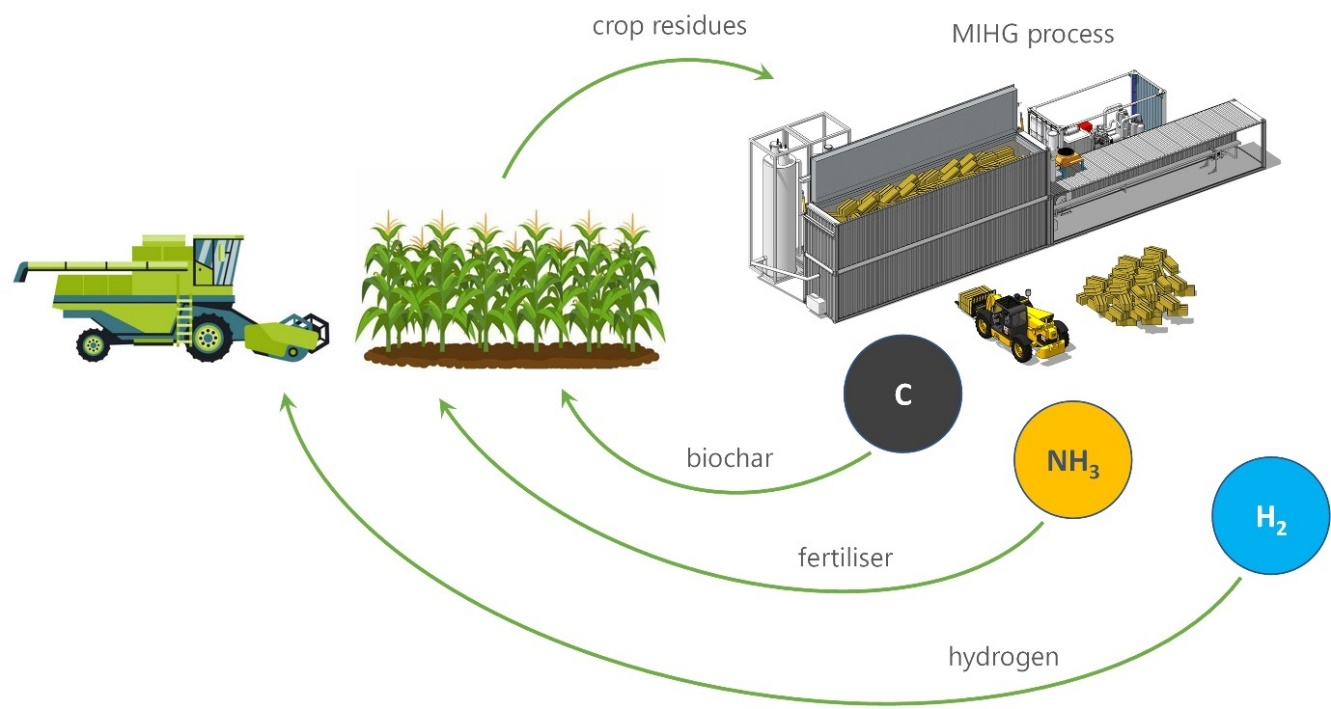 crop residues
MIHG process
C
biochar
NH₃
fertiliser
H₂
hydrogen